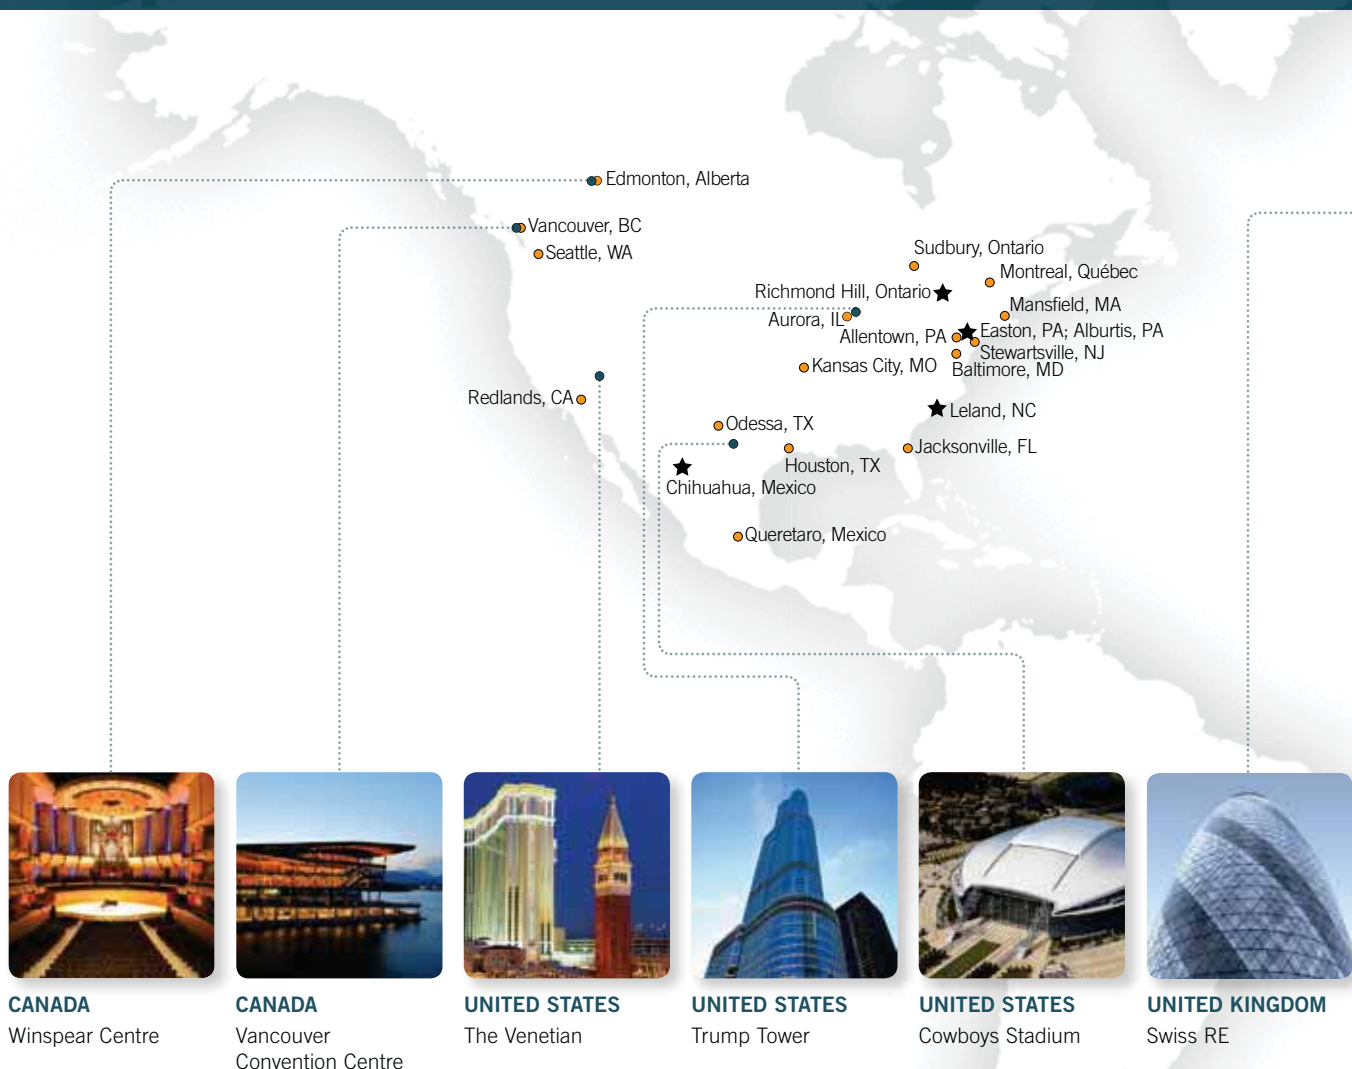 Edmonton, Alberta
Vancouver, BC
Seattle, WA
Sudbury, Ontario
Montreal, Québec
Richmond Hill, Ontario
Mansfield, MA
Aurora, IL
Easton, PA; Alburtis, PA
Allentown, PA
Stewartsville, NJ
Kansas City, MO
Baltimore, MD
Redlands, CA
Leland, NC
Odessa, TX
Jacksonville, FL
Houston, TX
Chihuahua, Mexico
Queretaro, Mexico
CANADA
Winspear Centre
CANADA
Vancouver
Convention Centre
UNITED STATES
The Venetian
UNITED STATES
Trump Tower
UNITED STATES
Cowboys Stadium
UNITED KINGDOM
Swiss RE